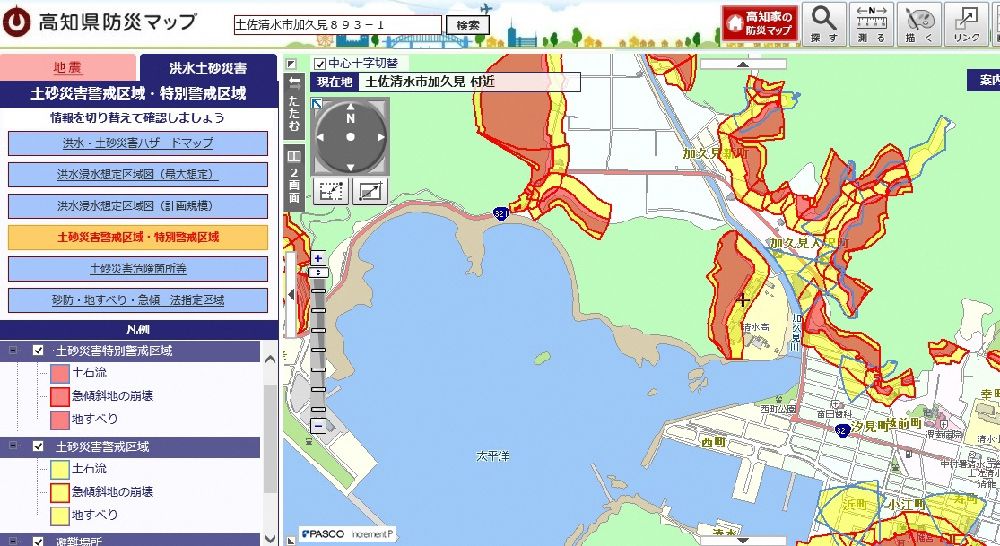 高知県防災マップ
土佐清水市加久見８９３－１
検索
高知家の
防災マップ
探す
N
測る
描く
リンク
地震
洪水土砂災害
土砂災害警戒区域・特別警戒区域
情報を切り替えて確認しましょう
洪水・土砂災害ハザードマップ
洪水浸水想定区域図（最大想定）
洪水浸水想定区域図（計画規模）
土砂災害警戒区域・特別警戒区域
土砂災害危険箇所等
砂防・地すべり・急傾　法指定区域
凡例
土砂災害特別警戒区域
土石流
急傾斜地の崩壊
地すべり
土砂災害警戒区域
土石流
急傾斜地の崩壊
地すべり
避難場所
たたむ
2画面
中心十字切替
現在地
土佐清水市加久見 付近
案内
N
+
−
321
加久見新町
加久見入沢町
加久見川
清水高
西町公園
富田歯科
321
汐見町
越前町
幸町
渭南病院
西町
太平洋
中村署清水庁
土佐清水
浜町
小江町
寿町
八幡宮
清水
PASCO Increment P